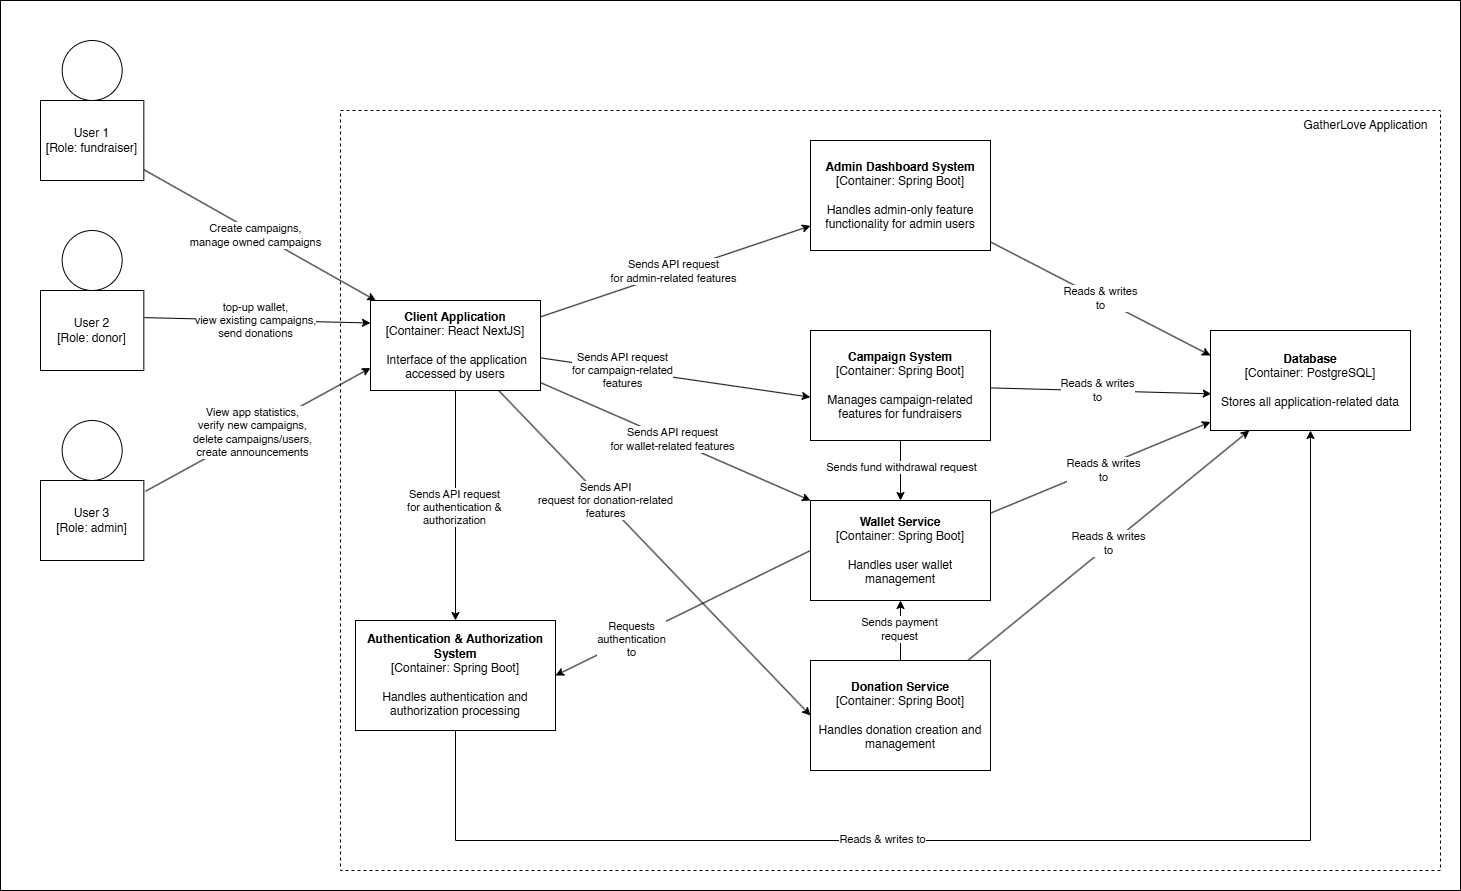 User 1
[Role: fundraiser]
Create campaigns,
manage owned campaigns
User 2
[Role: donor]
top-up wallet,
view existing campaigns,
send donations
User 3
[Role: admin]
View app statistics,
verify new campaigns,
delete campaigns/users,
create announcements
GatherLove Application
Client Application
[Container: React NextJS]
Interface of the application
accessed by users
Sends API request
for admin-related features
Sends API request
for campaign-related
features
Sends API request
for wallet-related features
Sends API
request for donation-related
features
Sends API request
for authentication &
authorization
Admin Dashboard System
[Container: Spring Boot]
Handles admin-only feature
functionality for admin users
Reads & writes
to
Campaign System
[Container: Spring Boot]
Manages campaign-related
features for fundraisers
Reads & writes
to
Sends fund withdrawal request
Wallet Service
[Container: Spring Boot]
Handles user wallet
management
Reads & writes
to
Requests
authentication
to
Sends payment
request
Donation Service
[Container: Spring Boot]
Handles donation creation and
management
Reads & writes
to
Authentication & Authorization
System
[Container: Spring Boot]
Handles authentication and
authorization processing
Reads & writes to
Database
[Container: PostgreSQL]
Stores all application-related data